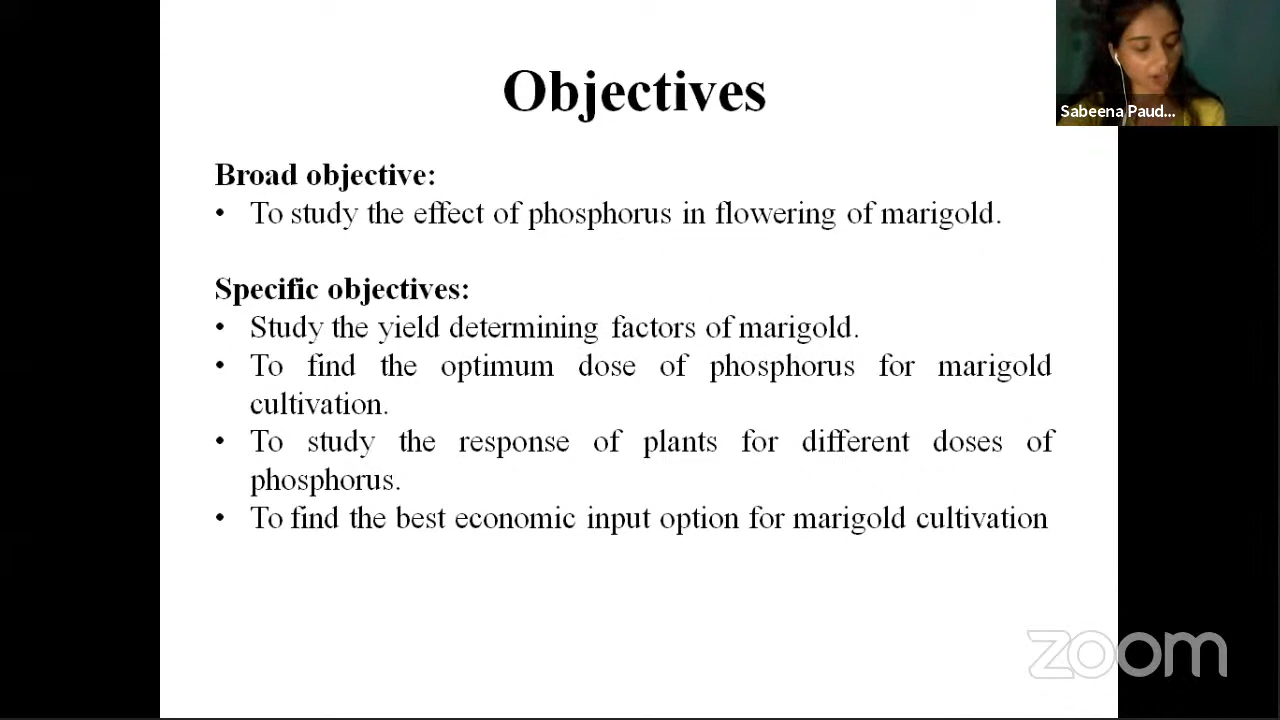 Objectives
Sabeena Paud...
Broad objective:
• To study the effect of phosphorus in flowering of marigold.
Specific objectives:
• Study the yield determining factors of marigold.
• To find the optimum dose of phosphorus for marigold
cultivation.
• To study the response of plants for different doses of
phosphorus.
• To find the best economic input option for marigold cultivation
zoom